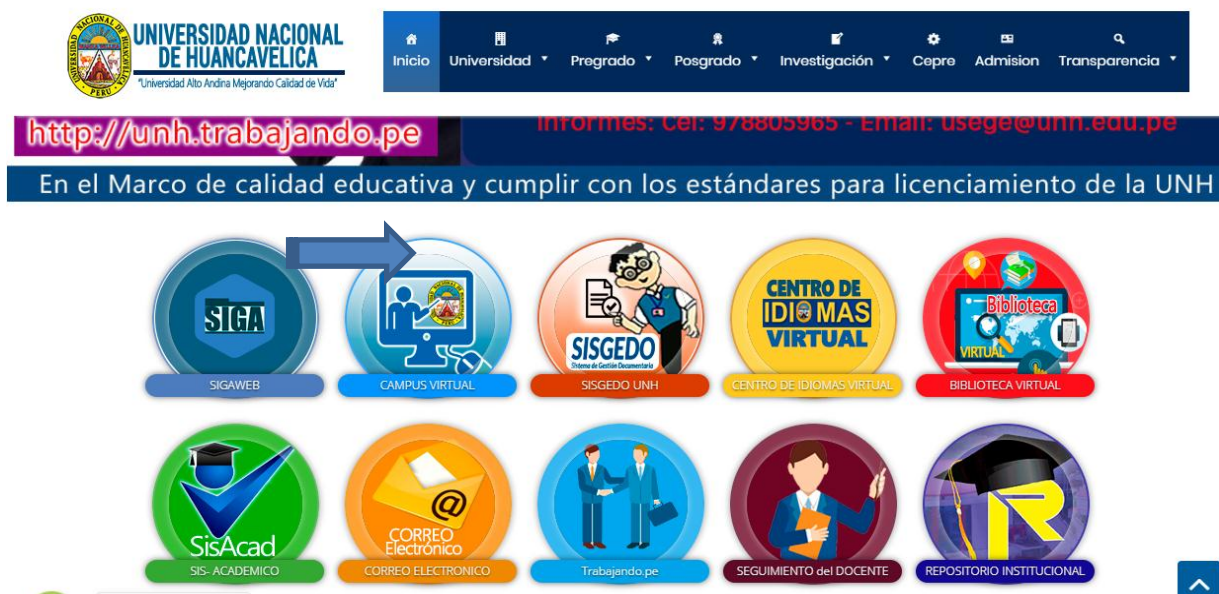 UNIVERSIDAD NACIONAL
DE HUANCAVELICA
"Universidad Alto Andina Mejorando Calidad de Vida"
Inicio Universidad Pregrado Posgrado Investigación Cepre Admision Transparencia
http://unh.trabajando.pe
Informes: Cel: 978805965 - Email: usege@unh.edu.pe
En el Marco de calidad educativa y cumplir con los estándares para licenciamiento de la UNH
SIGA
SIGAWEB
CAMPUS VIRTUAL
SISGEDO
Sistema de Gestión Documentaria
SISGEDO UNH
CENTRO DE
IDIOMAS
VIRTUAL
CENTRO DE IDIOMAS VIRTUAL
Biblioteca
VIRTUAL
BIBLIOTECA VIRTUAL
SisAcad
SIS- ACADEMICO
CORREO
Electrónico
CORREO ELECTRONICO
Trabajando.pe
SEGUIMIENTO del DOCENTE
R
REPOSITORIO INSTITUCIONAL